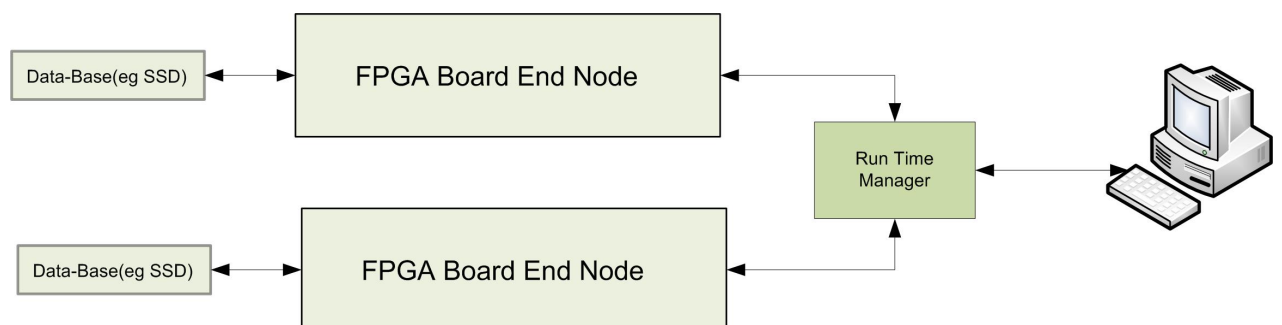 Data-Base(eg SSD)
FPGA Board End Node
Run Time
Manager
Data-Base(eg SSD)
FPGA Board End Node